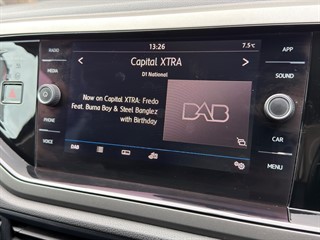 13:26
7.5°c
RADIO
MEDIA
PHONE
VOICE
Capital XTRA
D1 National
Now on Capital XTRA: Fredo
Feat. Burna Boy & Steel Banglez
with Birthday
DAB
DAB
APP
SOUND
CAR
MENU